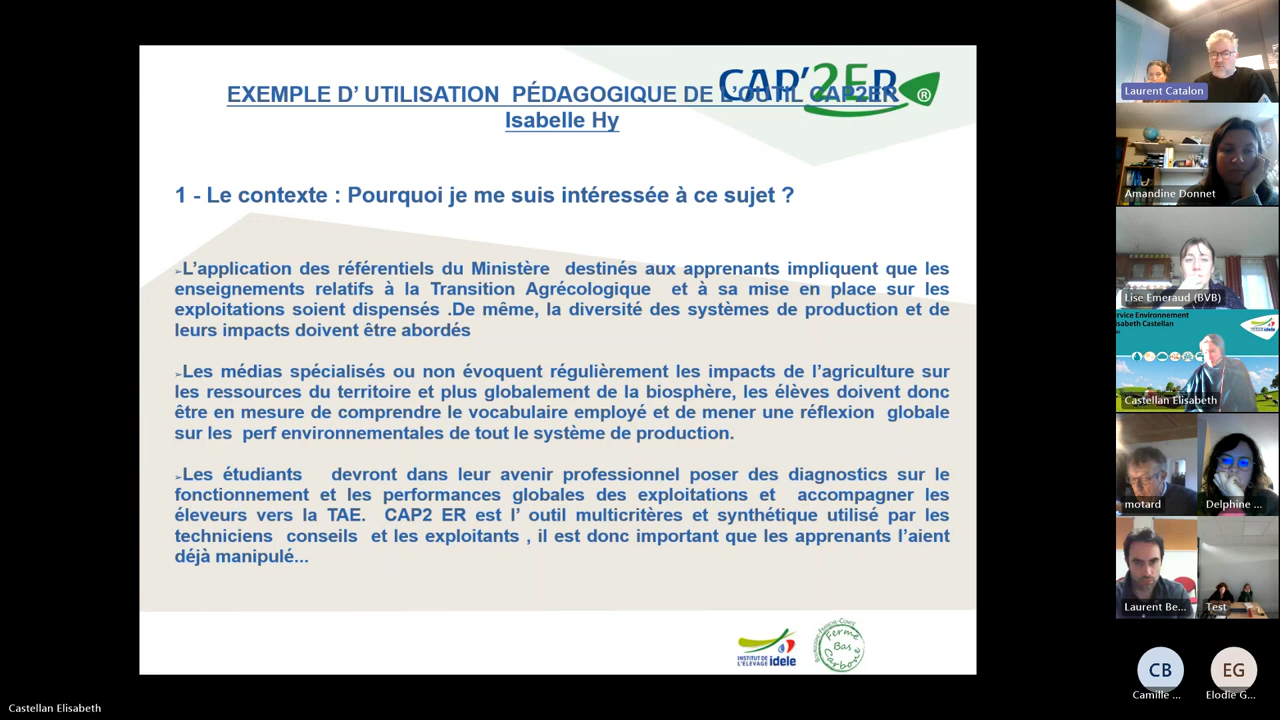 CAP'2ER ®
EXEMPLE D' UTILISATION PÉDAGOGIQUE DE L'OUTIL CAP2ER
Isabelle Hy
1 - Le contexte : Pourquoi je me suis intéressée à ce sujet ?
➢L'application des référentiels du Ministère destinés aux apprenants impliquent que les
enseignements relatifs à la Transition Agrécologique et à sa mise en place sur les
exploitations soient dispensés .De même, la diversité des systèmes de production et de
leurs impacts doivent être abordés
➢Les médias spécialisés ou non évoquent régulièrement les impacts de l'agriculture sur
les ressources du territoire et plus globalement de la biosphère, les élèves doivent donc
être en mesure de comprendre le vocabulaire employé et de mener une réflexion globale
sur les perf environnementales de tout le système de production.
➢Les étudiants devront dans leur avenir professionnel poser des diagnostics sur le
fonctionnement et les performances globales des exploitations et accompagner les
éleveurs vers la TAE. CAP2 ER est l' outil multicritères et synthétique utilisé par les
techniciens conseils et les exploitants , il est donc important que les apprenants l'aient
déjà manipulé...
INSTITUT DE
L'ÉLEVAGE idele
Ferme
Bas
Carbone
Castellan Elisabeth
Laurent Catalon
Amandine Donnet
Lise Emeraud (BVB)
rvice Environnement
isabeth Castellan
Castellan Elisabeth
motard
Delphine ...
Laurent Be...
Test
CB
Camille ...
EG
Elodie G...